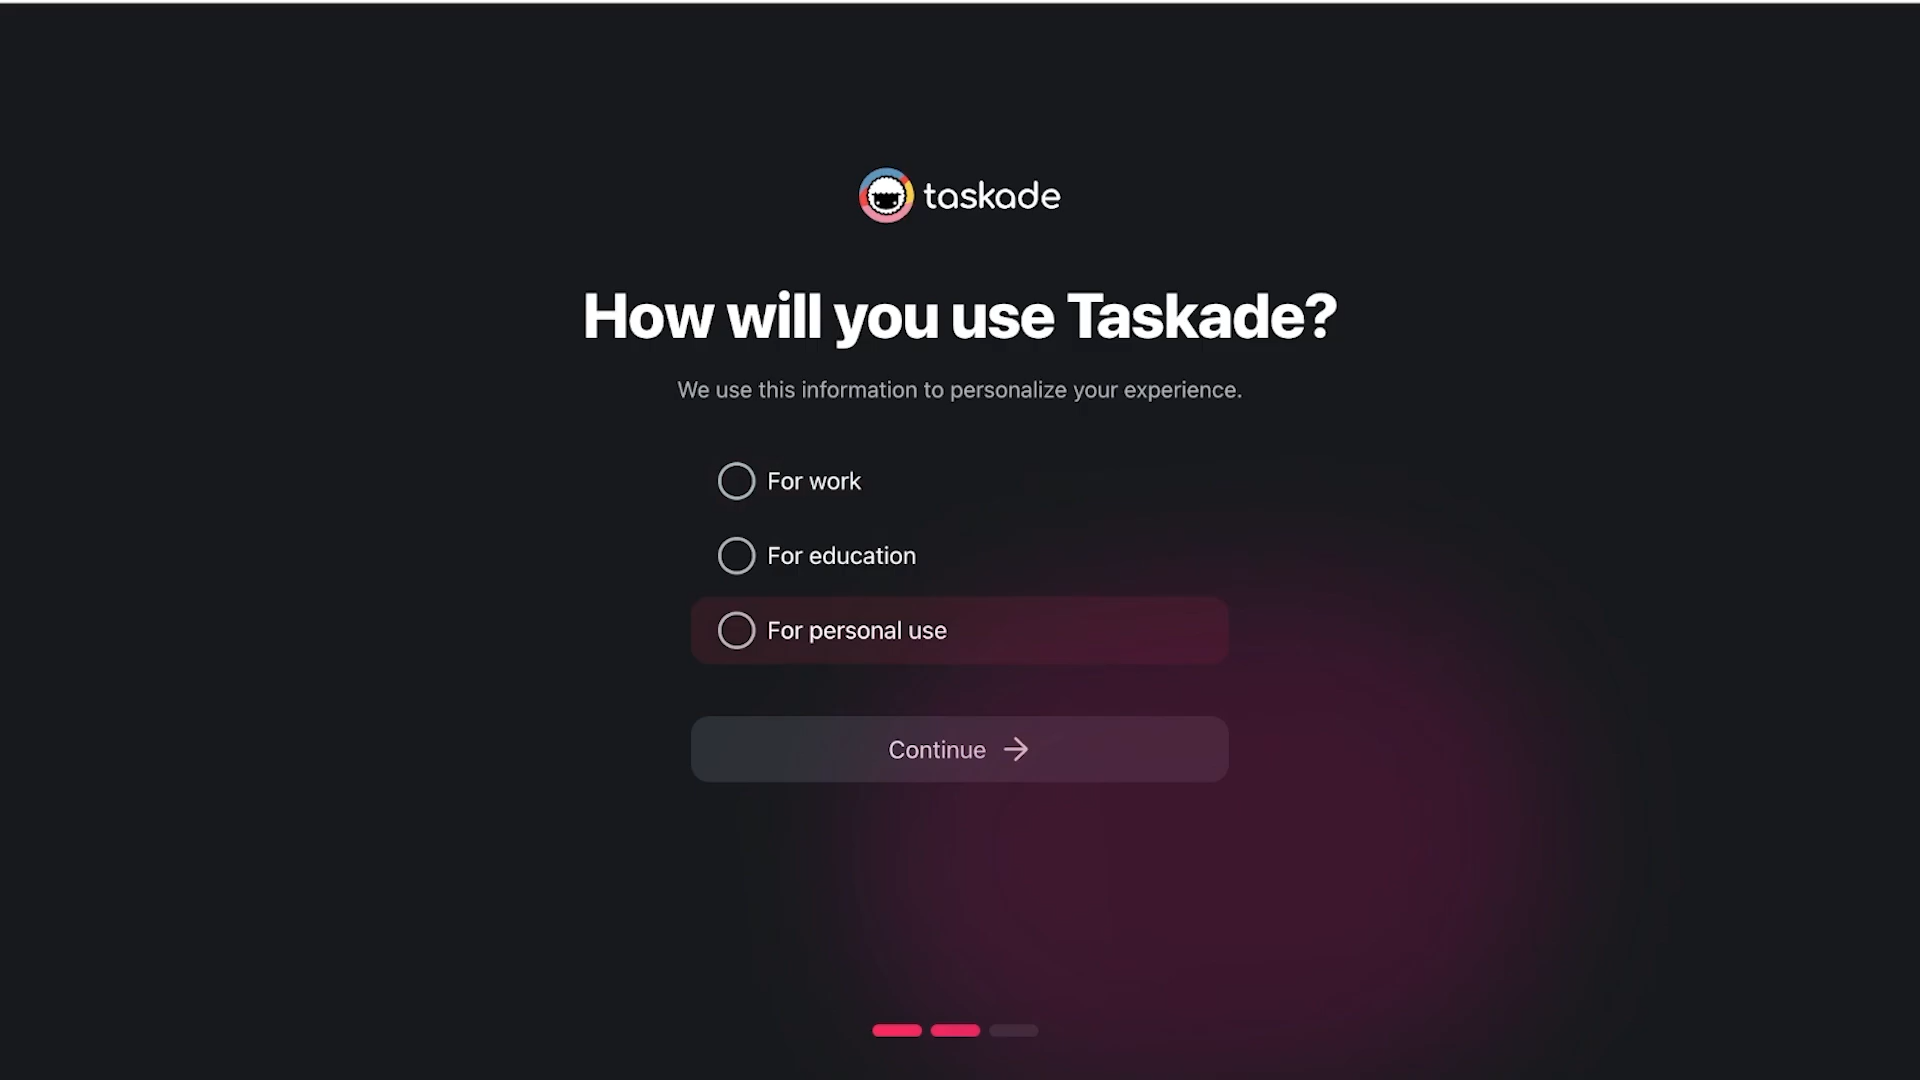 taskade
How will you use Taskade?
We use this information to personalize your experience.
For work
For education
For personal use
Continue